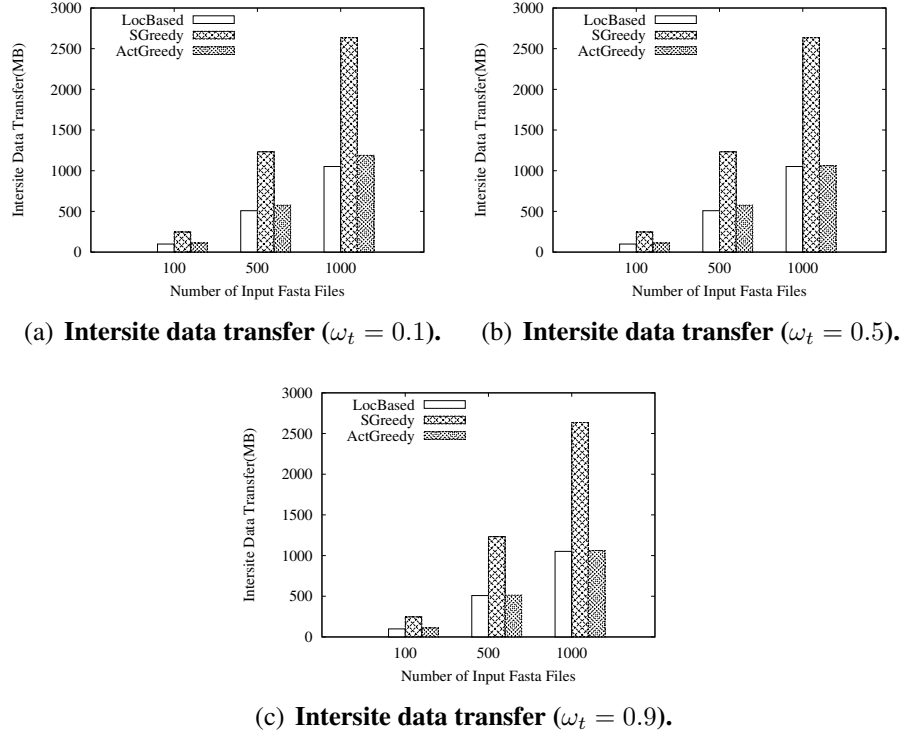 LocBased
SGreedy
ActGreedy
3000
2500
2000
1500
1000
500
0
Intersite Data Transfer(MB)
100 500 1000
Number of Input Fasta Files
(a) Intersite data transfer (ω_t = 0.1).
LocBased
SGreedy
ActGreedy
3000
2500
2000
1500
1000
500
0
Intersite Data Transfer(MB)
100 500 1000
Number of Input Fasta Files
(b) Intersite data transfer (ω_t = 0.5).
LocBased
SGreedy
ActGreedy
3000
2500
2000
1500
1000
500
0
Intersite Data Transfer(MB)
100 500 1000
Number of Input Fasta Files
(c) Intersite data transfer (ω_t = 0.9).